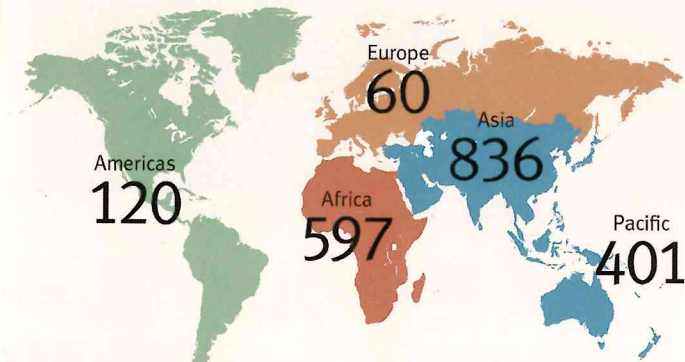 Europe
60
Asia
836
Americas
120
Africa
597
Pacific
401